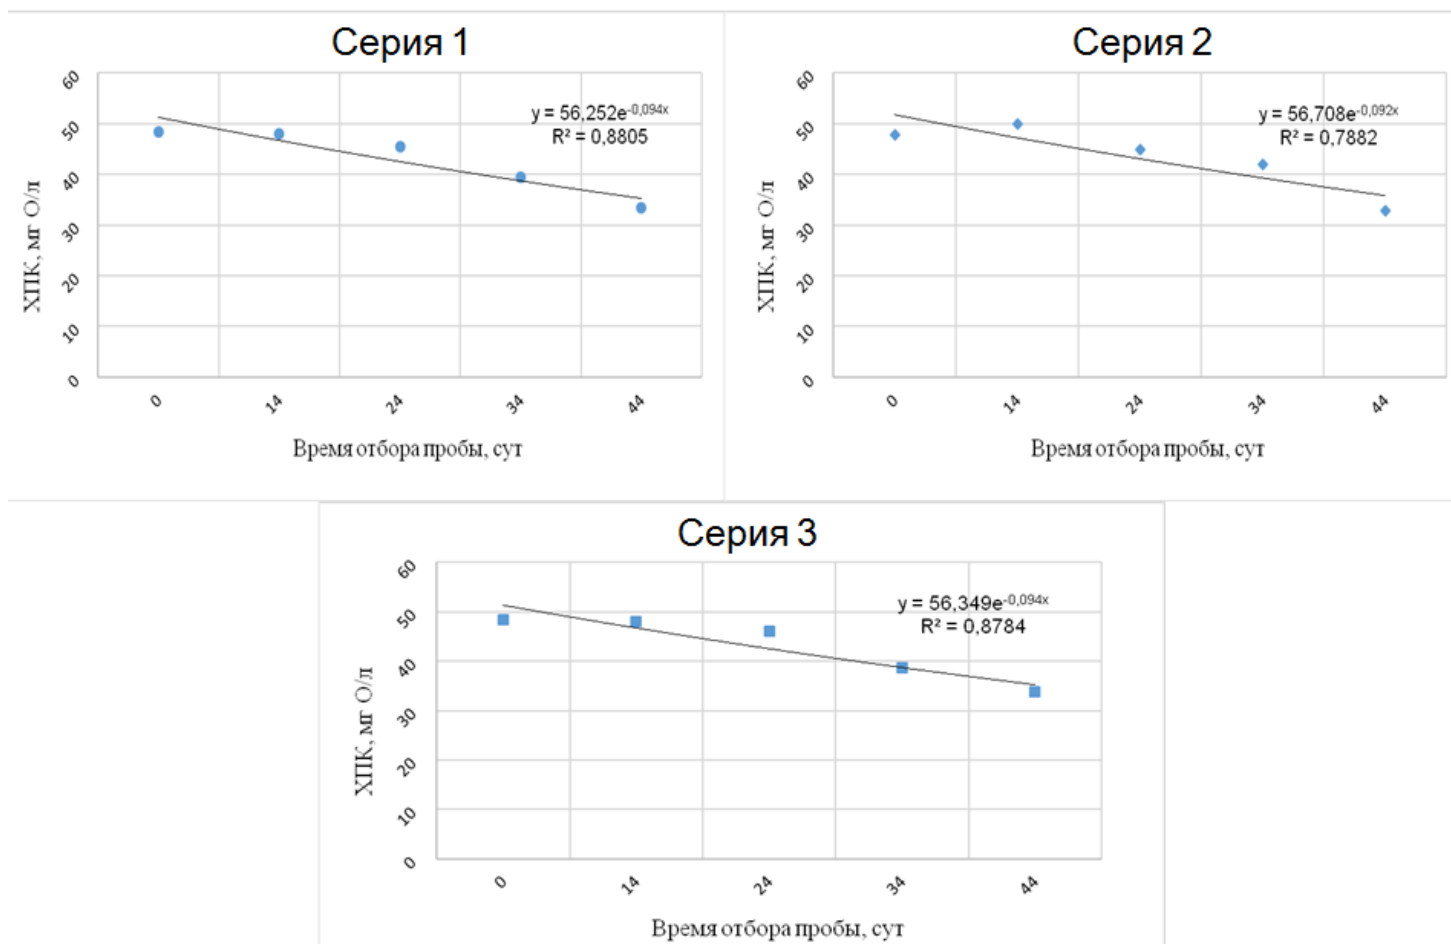 Серия 1
60
50
40
30
20
10
0
ХПК, мг О/л
y = 56,252e-0,094x
R² = 0,8805
0 14 24 34 44
Время отбора пробы, сут
Серия 2
60
50
40
30
20
10
0
ХПК, мг О/л
y = 56,708e-0,092x
R² = 0,7882
0 14 24 34 44
Время отбора пробы, сут
Серия 3
60
50
40
30
20
10
0
ХПК, мг О/л
y = 56,349e-0,094x
R² = 0,8784
0 14 24 34 44
Время отбора пробы, сут